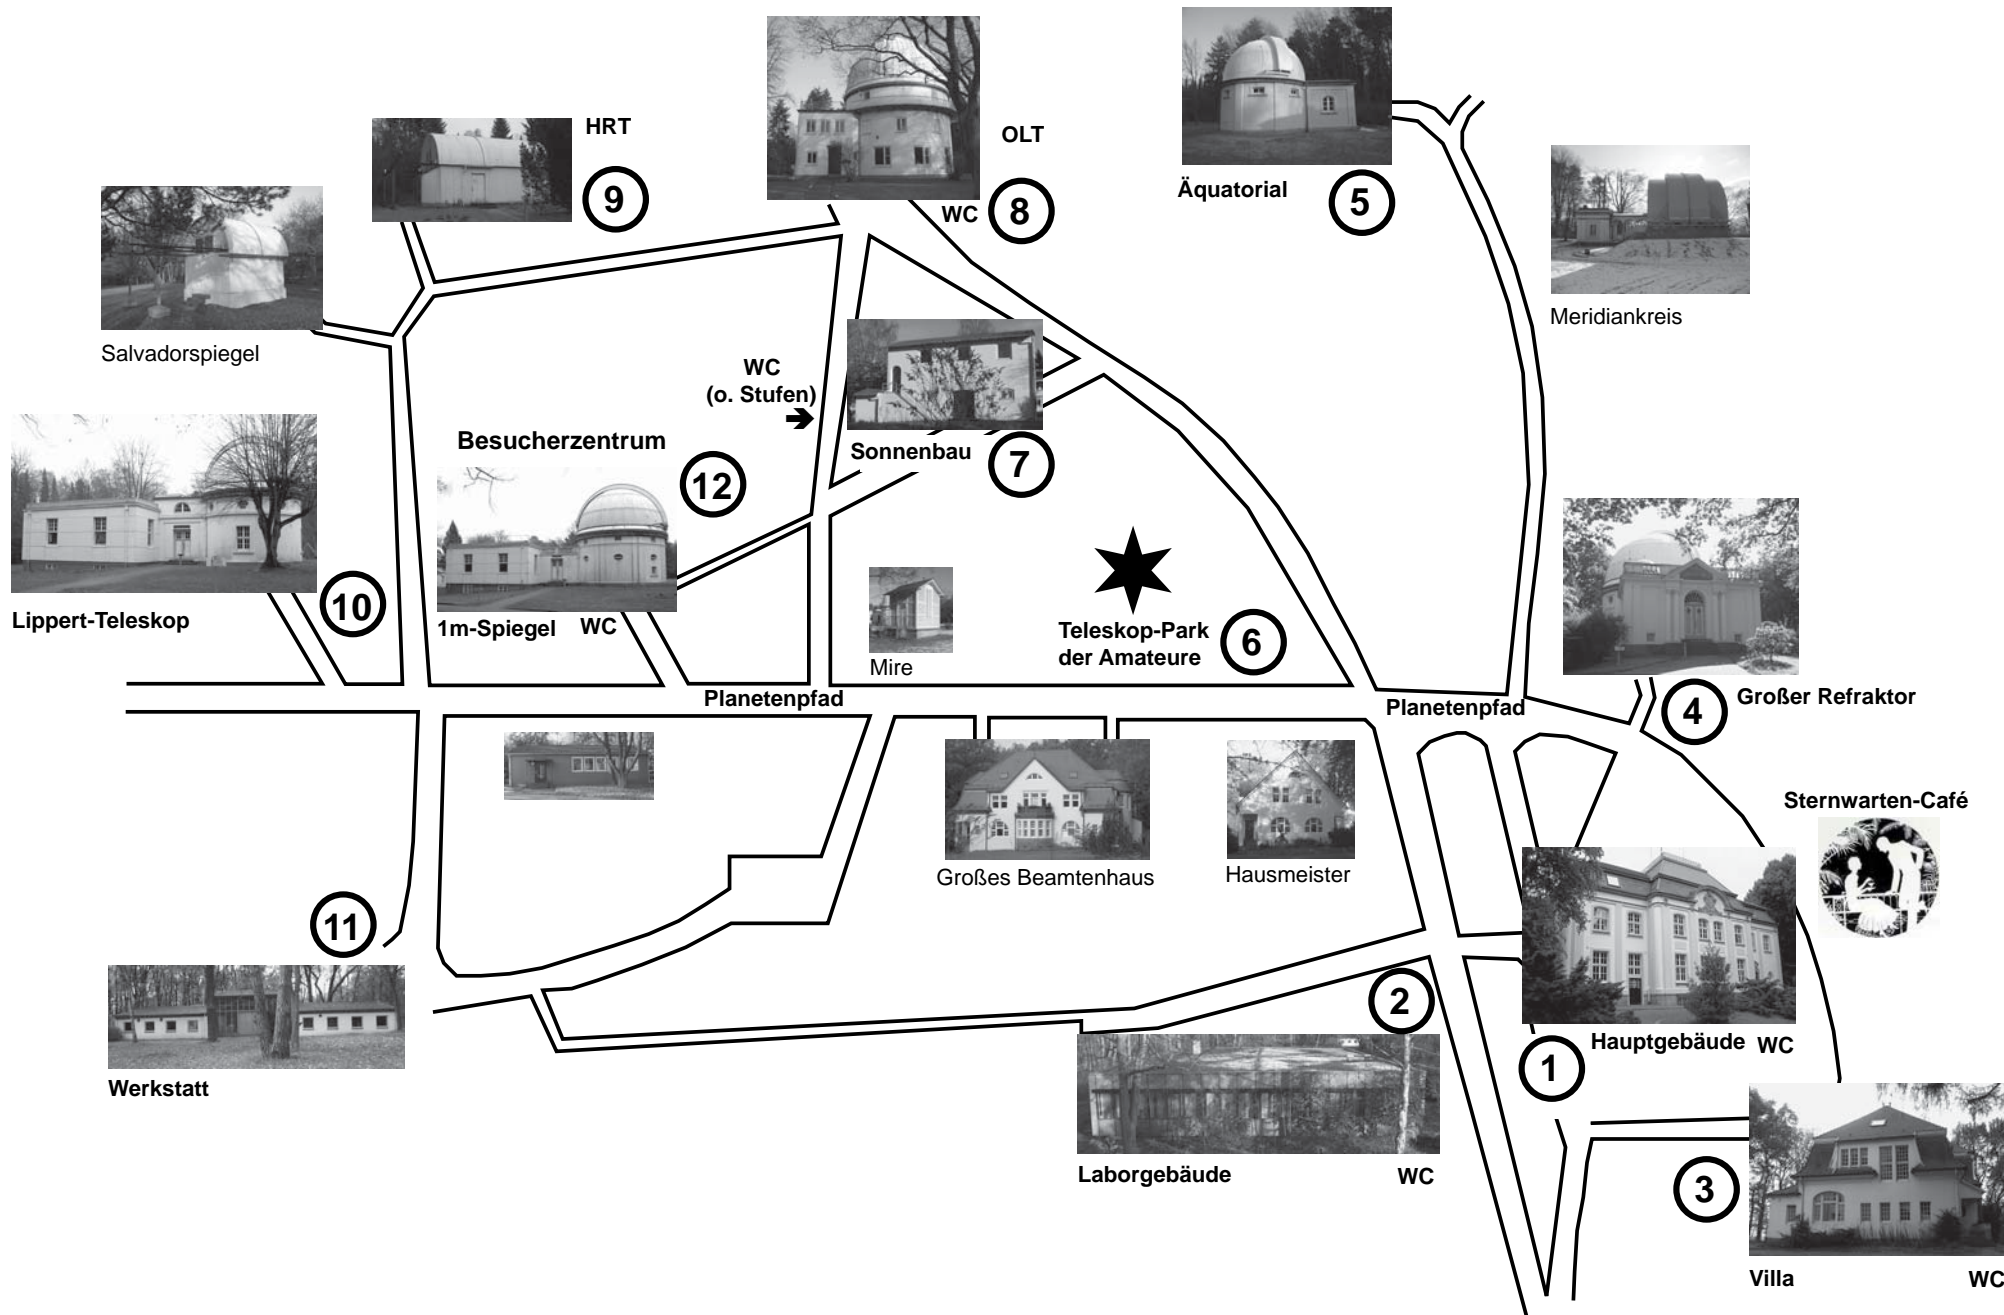 HRT
9
OLT
WC
8
Äquatorial
5
Meridiankreis
Salvadorspiegel
WC
(o. Stufen)
Sonnenbau
7
Besucherzentrum
12
1m-Spiegel
WC
Lippert-Teleskop
10
Mire
Teleskop-Park
der Amateure
6
Planetenpfad
Planetenpfad
4
Großer Refraktor
Sternwarten-Café
Großes Beamtenhaus
Hausmeister
11
Werkstatt
2
Laborgebäude
WC
Hauptgebäude
WC
1
3
Villa
WC